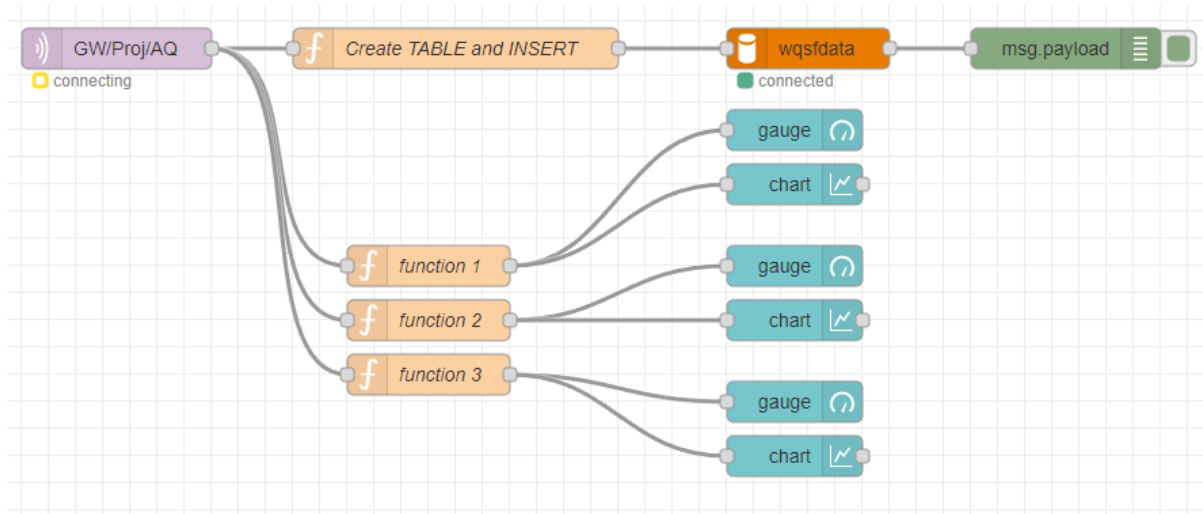 GW/Proj/AQ
Create TABLE and INSERT
wqsfdata
msg.payload
connecting
connected
gauge
chart
function 1
gauge
function 2
chart
function 3
gauge
chart